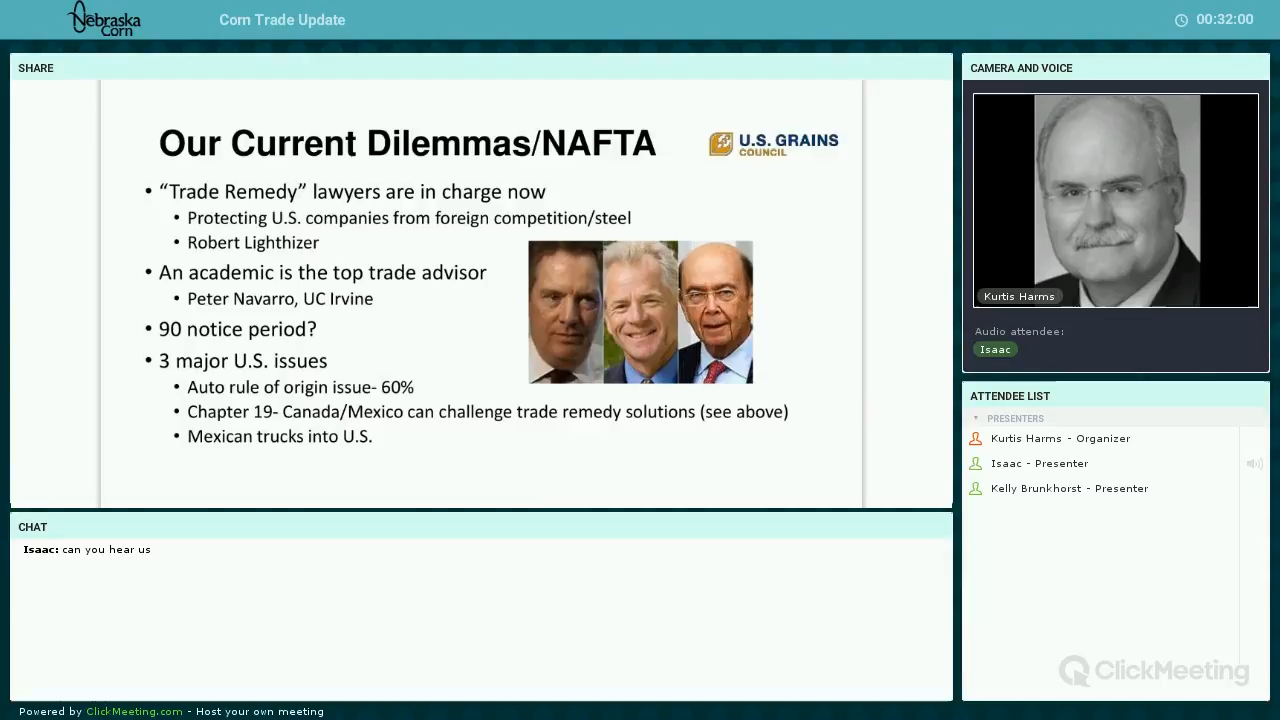 Nebraska
Corn
Corn Trade Update
00:32:00
SHARE
Our Current Dilemmas/NAFTA
U.S. GRAINS
COUNCIL
• “Trade Remedy” lawyers are in charge now
• Protecting U.S. companies from foreign competition/steel
• Robert Lighthizer
• An academic is the top trade advisor
• Peter Navarro, UC Irvine
• 90 notice period?
• 3 major U.S. issues
• Auto rule of origin issue- 60%
• Chapter 19- Canada/Mexico can challenge trade remedy solutions (see above)
• Mexican trucks into U.S.
CAMERA AND VOICE
Kurtis Harms
Audio attendee:
Isaac
ATTENDEE LIST
PRESENTERS
Kurtis Harms - Organizer
Isaac - Presenter
Kelly Brunkhorst - Presenter
CHAT
Isaac: can you hear us
ClickMeeting
Powered by ClickMeeting.com - Host your own meeting